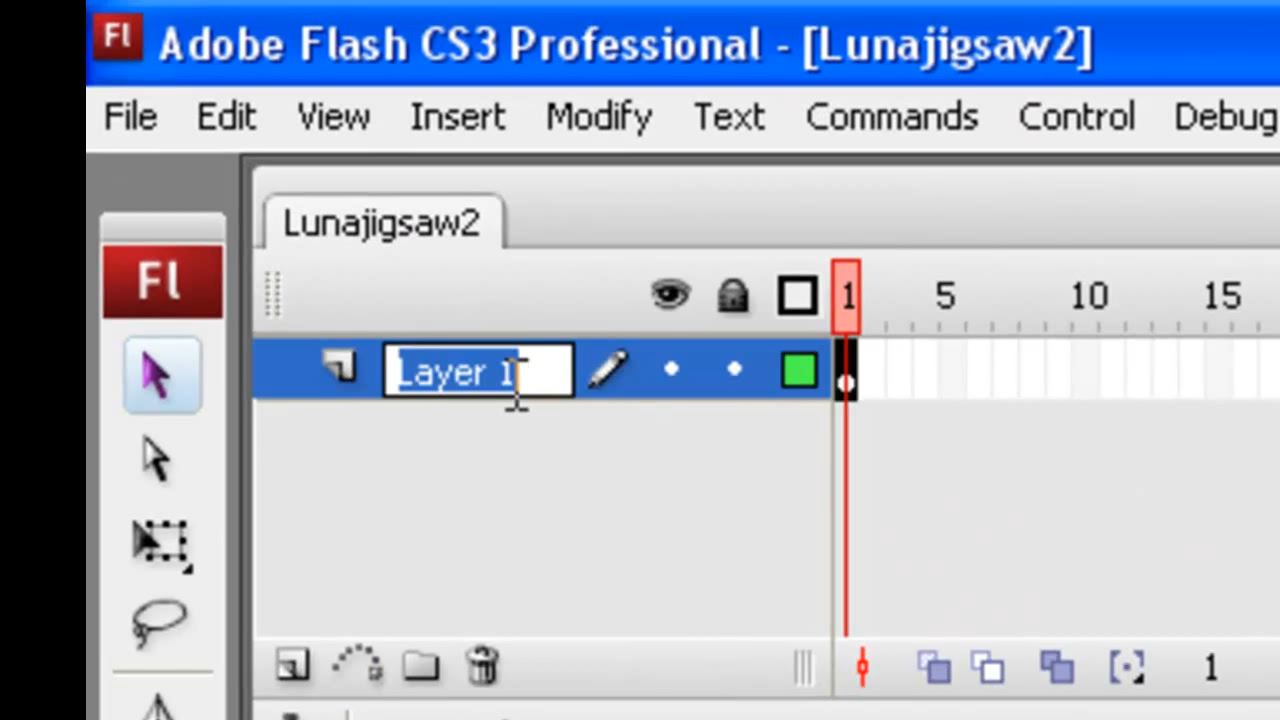 Fl Adobe Flash CS3 Professional - [Lunajigsaw2]
File Edit View Insert Modify Text Commands Control Debug
Lunajigsaw2
Fl
1 5 10 15
Layer 1
1